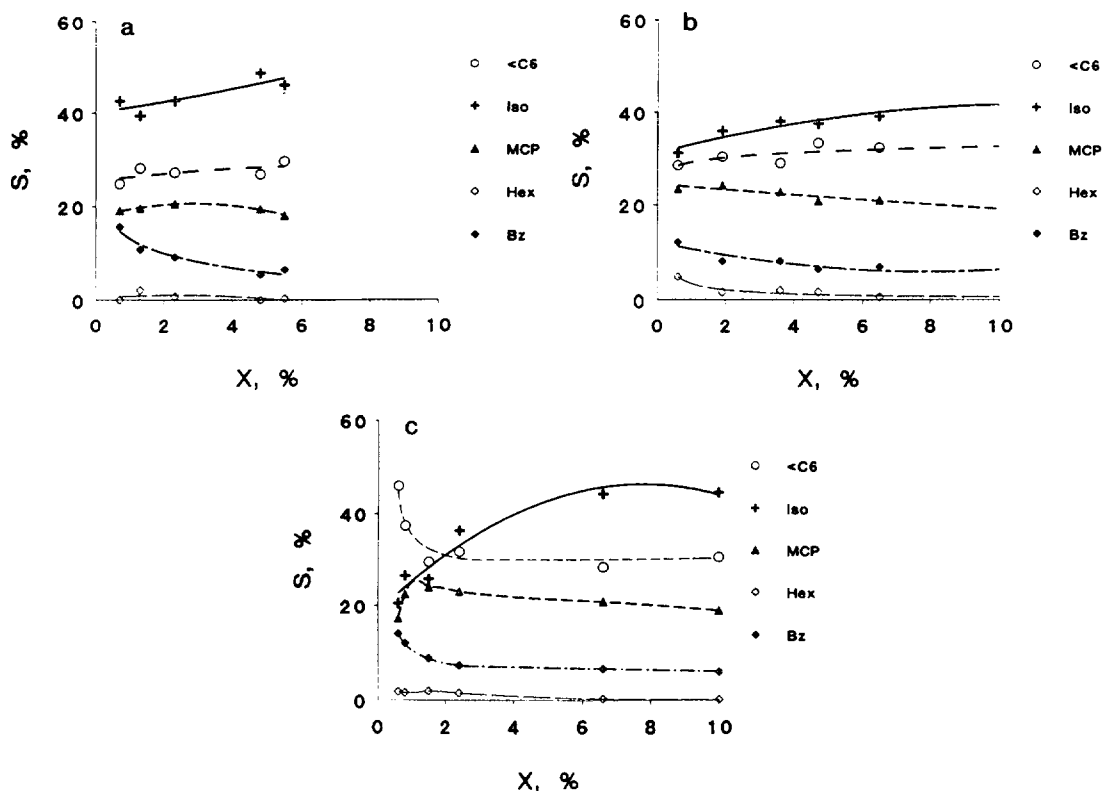 60
a
<C6
Iso
MCP
Hex
Bz
40
20
0
S, %
0 2 4 6 8 10
X, %
60
b
<C6
Iso
MCP
Hex
Bz
40
20
0
S, %
0 2 4 6 8 10
X, %
60
c
<C6
Iso
MCP
Hex
Bz
40
20
0
S, %
0 2 4 6 8 10
X, %